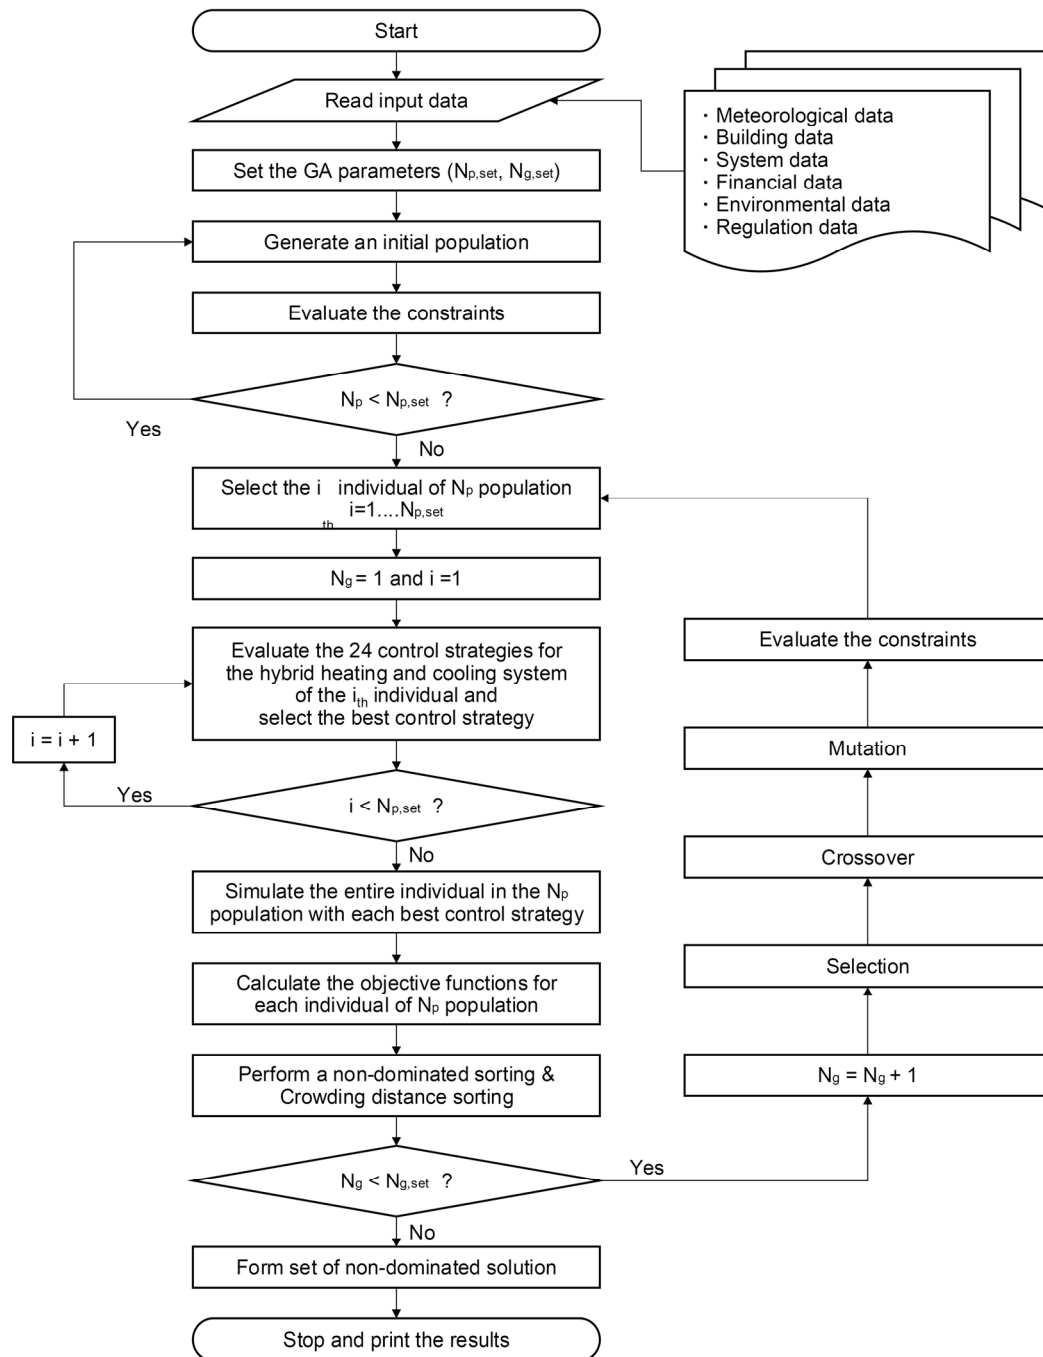 Start
Read input data
・ Meteorological data
・ Building data
・ System data
・ Financial data
・ Environmental data
・ Regulation data
Set the GA parameters (Np,set, Ng,set)
Generate an initial population
Evaluate the constraints
Np < Np,set ?
Yes
No
Select the i th individual of Np population
i=1....Np,set
Ng = 1 and i =1
Evaluate the 24 control strategies for
the hybrid heating and cooling system
of the ith individual and
select the best control strategy
i = i + 1
Yes
i < Np,set ?
No
Simulate the entire individual in the Np
population with each best control strategy
Calculate the objective functions for
each individual of Np population
Perform a non-dominated sorting &
Crowding distance sorting
Ng < Ng,set ?
Yes
No
Form set of non-dominated solution
Stop and print the results
Evaluate the constraints
Mutation
Crossover
Selection
Ng = Ng + 1